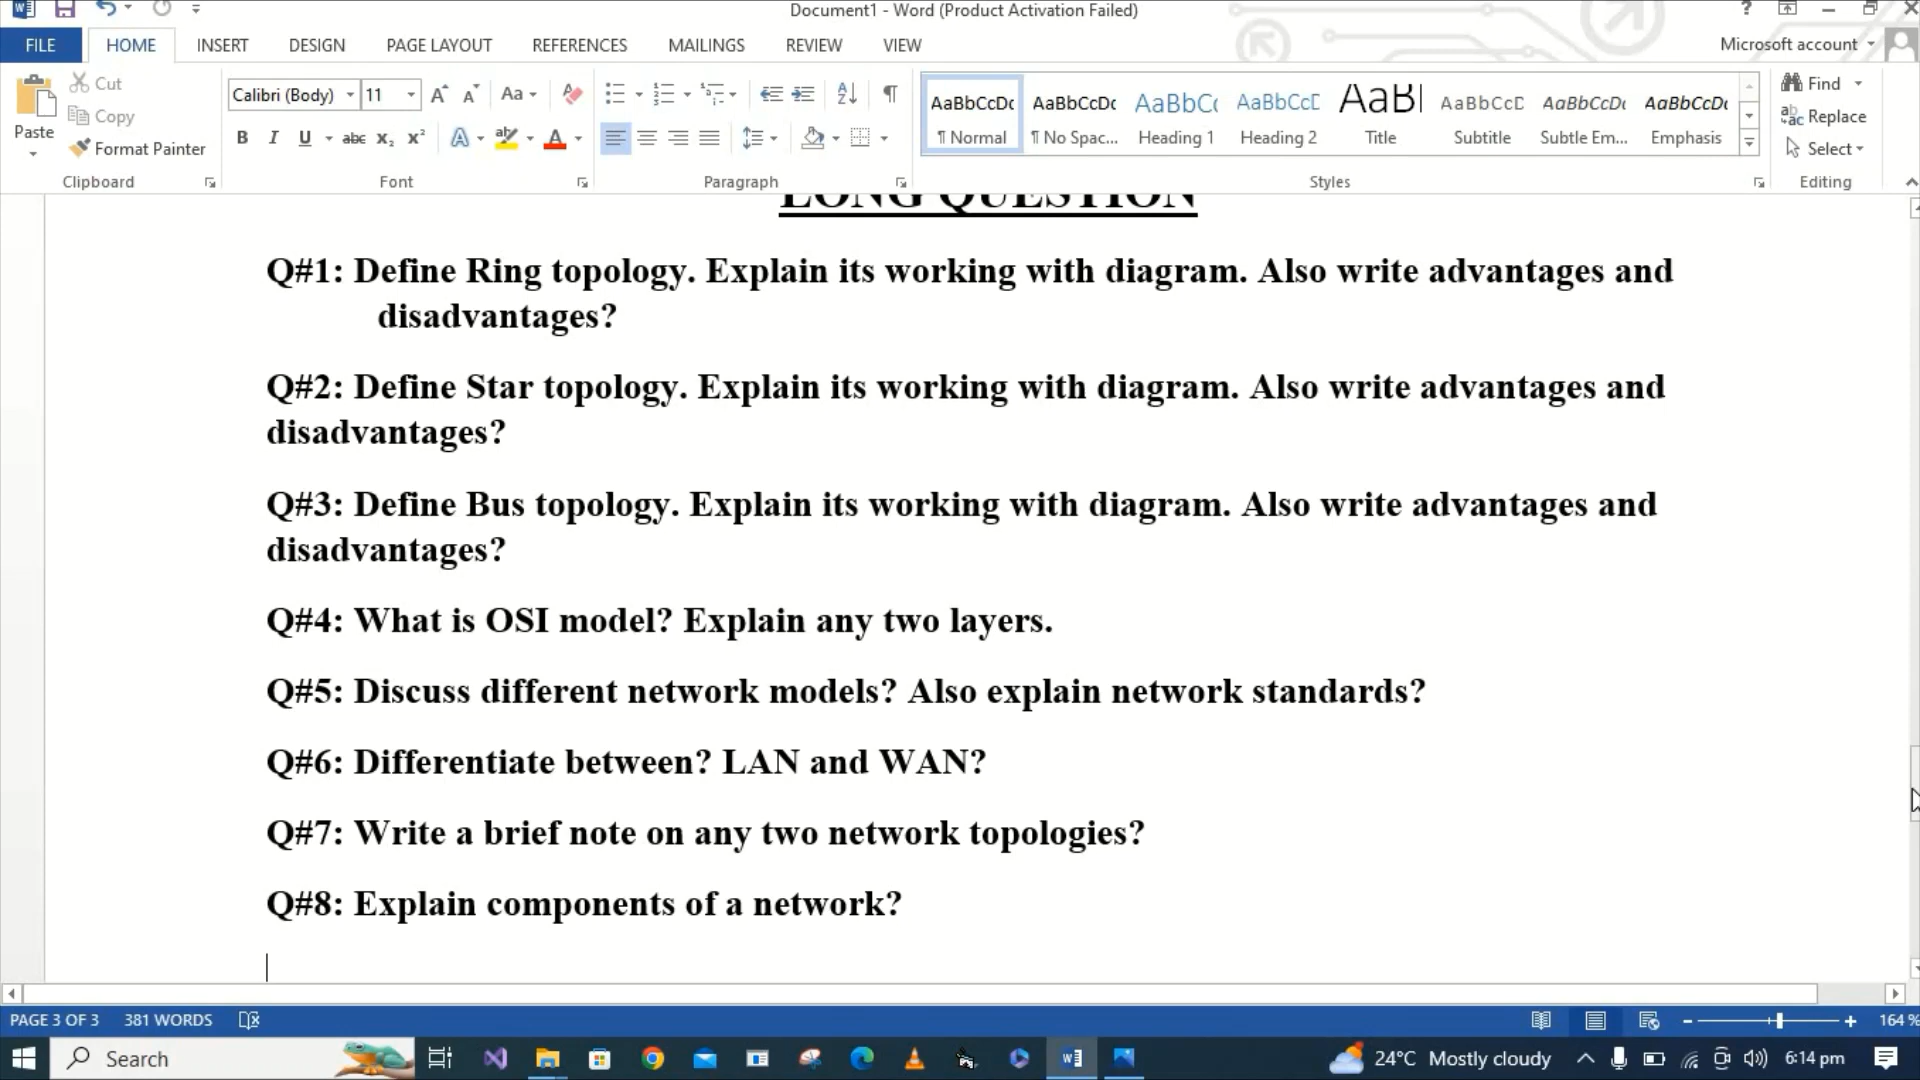 Document1 - Word (Product Activation Failed)
?
FILE HOME INSERT DESIGN PAGE LAYOUT REFERENCES MAILINGS REVIEW VIEW Microsoft account
Paste
Cut
Copy
Format Painter
Clipboard
Calibri (Body) 11
Font
Paragraph
AaBbCcDc AaBbCcDc AaBbC( AaBbCcD AaBl AaBbCcD AaBbCcDı AaBbCcDı
¶ Normal ¶ No Spac... Heading 1 Heading 2 Title Subtitle Subtle Em... Emphasis
Styles
Find
Replace
Select
Editing
LONG QUESTION
Q#1: Define Ring topology. Explain its working with diagram. Also write advantages and
disadvantages?
Q#2: Define Star topology. Explain its working with diagram. Also write advantages and
disadvantages?
Q#3: Define Bus topology. Explain its working with diagram. Also write advantages and
disadvantages?
Q#4: What is OSI model? Explain any two layers.
Q#5: Discuss different network models? Also explain network standards?
Q#6: Differentiate between? LAN and WAN?
Q#7: Write a brief note on any two network topologies?
Q#8: Explain components of a network?
PAGE 3 OF 3 381 WORDS 164 %
Search 24°C Mostly cloudy 6:14 pm